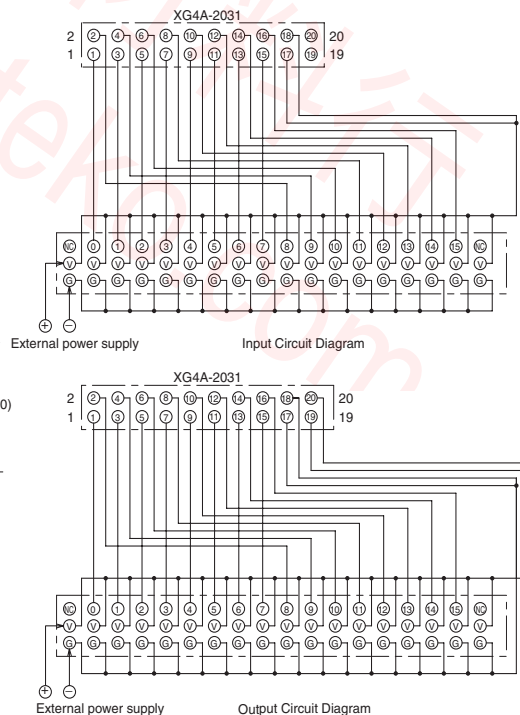 XG4A-2031
2 ② ④ ⑥ ⑧ ⑩ ⑫ ⑭ ⑯ ⑱ ⑳ 20
1 ① ③ ⑤ ⑦ ⑨ ⑪ ⑬ ⑮ ⑰ ⑲ 19
NC 0 1 2 3 4 5 6 7 8 9 10 11 12 13 14 15 NC
V V V V V V V V V V V V V V V V V V
G G G G G G G G G G G G G G G G G G
+ −
External power supply Input Circuit Diagram
XG4A-2031
0)
2 ② ④ ⑥ ⑧ ⑩ ⑫ ⑭ ⑯ ⑱ ⑳ 20
1 ① ③ ⑤ ⑦ ⑨ ⑪ ⑬ ⑮ ⑰ ⑲ 19
NC 0 1 2 3 4 5 6 7 8 9 10 11 12 13 14 15 NC
V V V V V V V V V V V V V V V V V V
G G G G G G G G G G G G G G G G G G
+ −
External power supply Output Circuit Diagram
teko.com